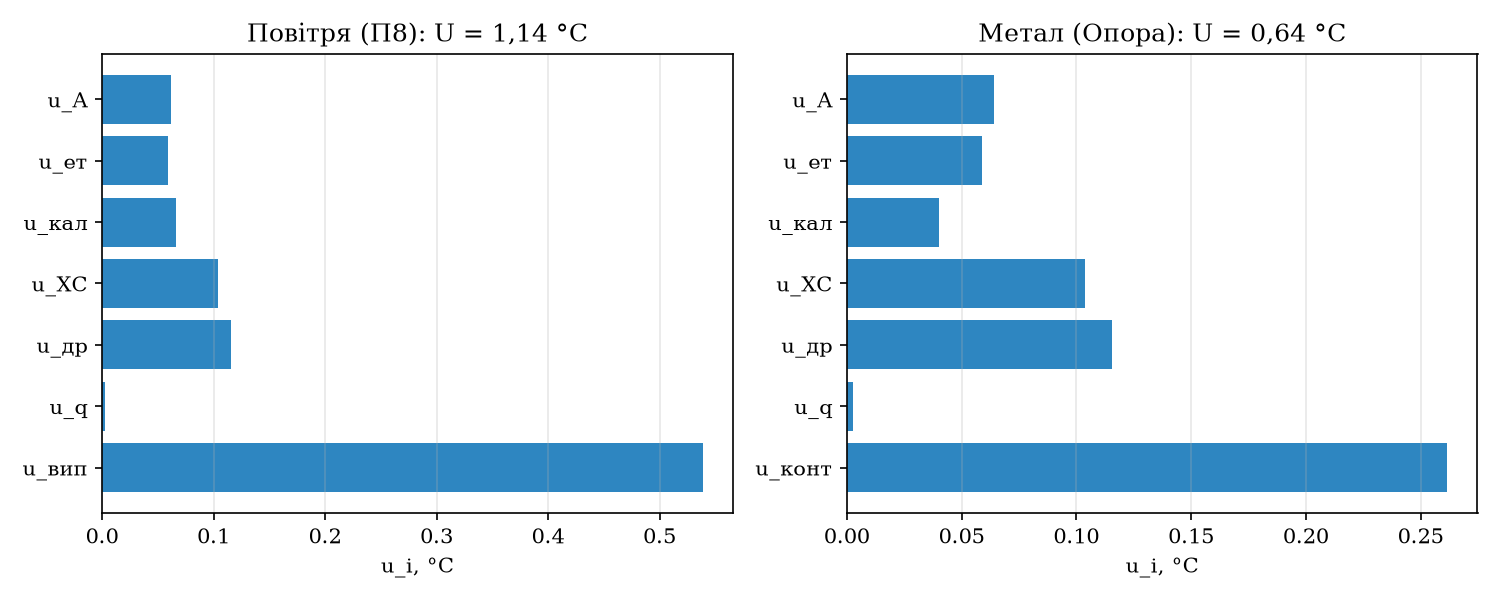 Повітря (П8): U = 1,14 °C
u_A
u_ет
u_кал
u_ХС
u_др
u_q
u_вип
0.0 0.1 0.2 0.3 0.4 0.5
u_i, °C
Метал (Опора): U = 0,64 °C
u_A
u_ет
u_кал
u_ХС
u_др
u_q
u_конт
0.00 0.05 0.10 0.15 0.20 0.25
u_i, °C